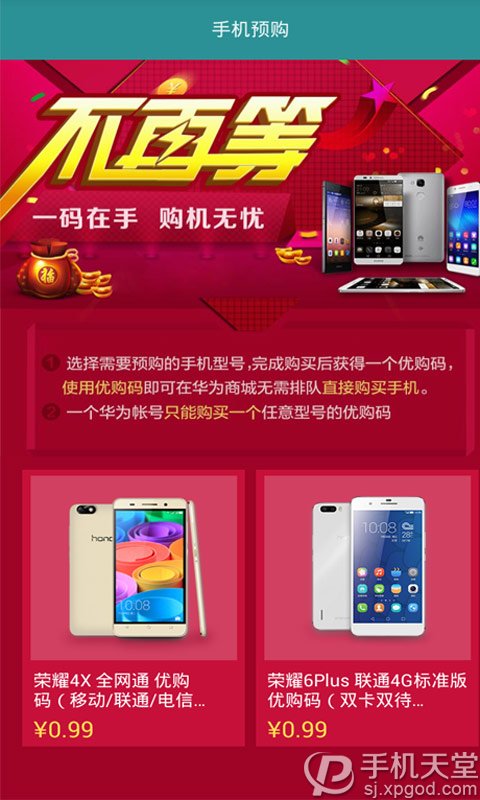 手机预购
不再等
一码在手 购机无忧
福
1 选择需要预购的手机型号,完成购买后获得一个优购码,
使用优购码即可在华为商城无需排队直接购买手机。
2 一个华为帐号只能购买一个任意型号的优购码
honor
10:08
10:08
荣耀4X 全网通 优购
码（移动/联通/电信...
¥0.99
荣耀6Plus 联通4G标准版
优购码（双卡双待...
¥0.99
手机天堂
sj.xpgod.com